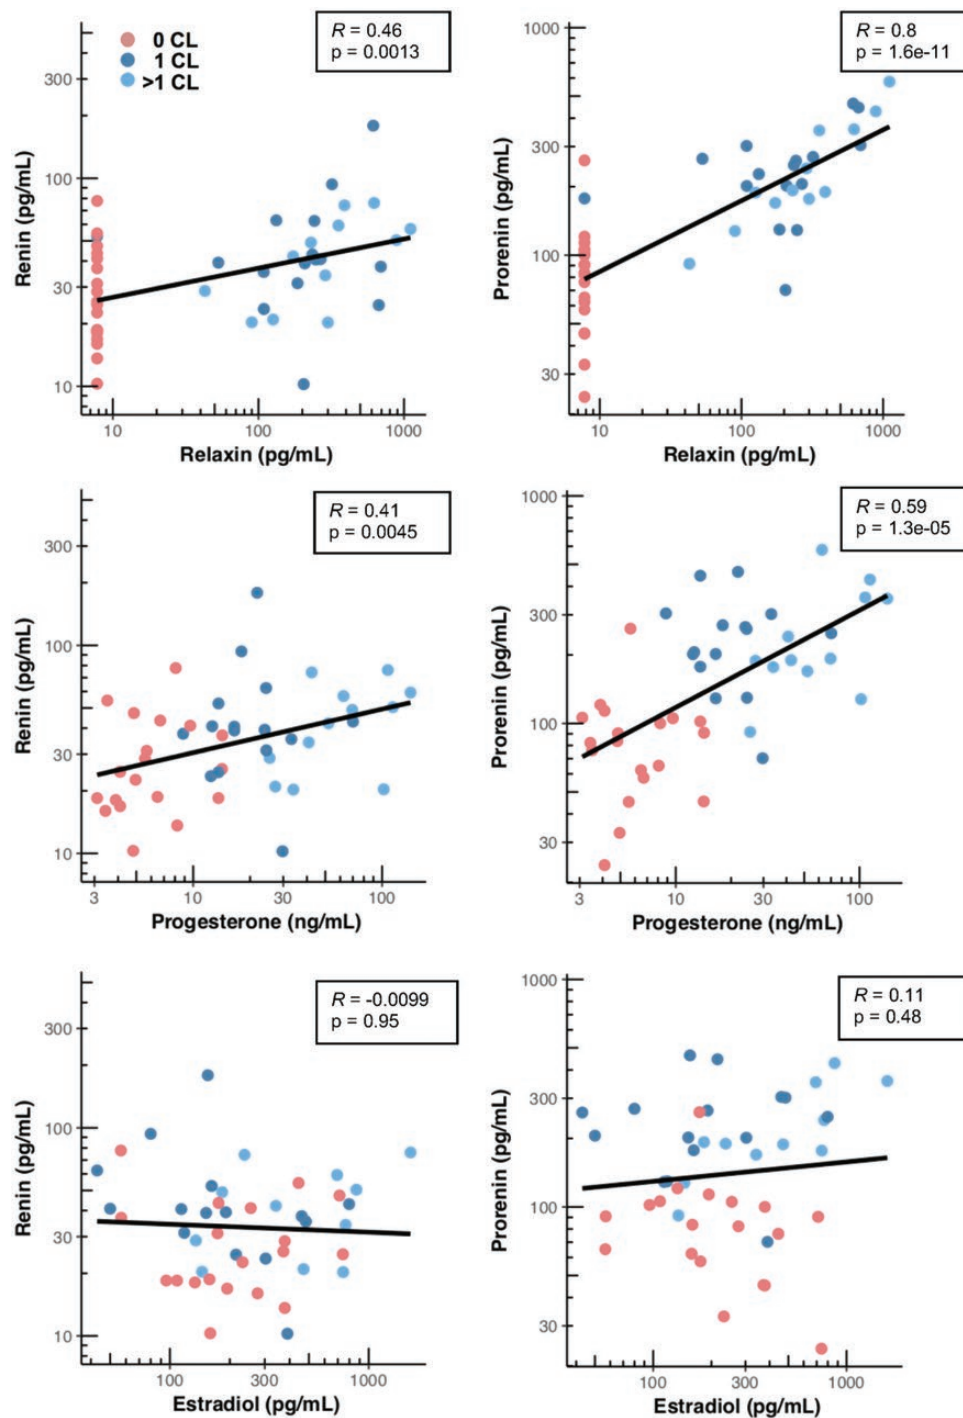 0 CL
1 CL
>1 CL
R = 0.46
p = 0.0013
Renin (pg/mL)
300
100
30
10
10
100
1000
Relaxin (pg/mL)
R = 0.8
p = 1.6e-11
Prorenin (pg/mL)
1000
300
100
30
10
100
1000
Relaxin (pg/mL)
R = 0.41
p = 0.0045
Renin (pg/mL)
300
100
30
10
3
10
30
100
Progesterone (ng/mL)
R = 0.59
p = 1.3e-05
Prorenin (pg/mL)
1000
300
100
30
3
10
30
100
Progesterone (ng/mL)
R = -0.0099
p = 0.95
Renin (pg/mL)
300
100
30
10
100
300
1000
Estradiol (pg/mL)
R = 0.11
p = 0.48
Prorenin (pg/mL)
1000
300
100
30
100
300
1000
Estradiol (pg/mL)